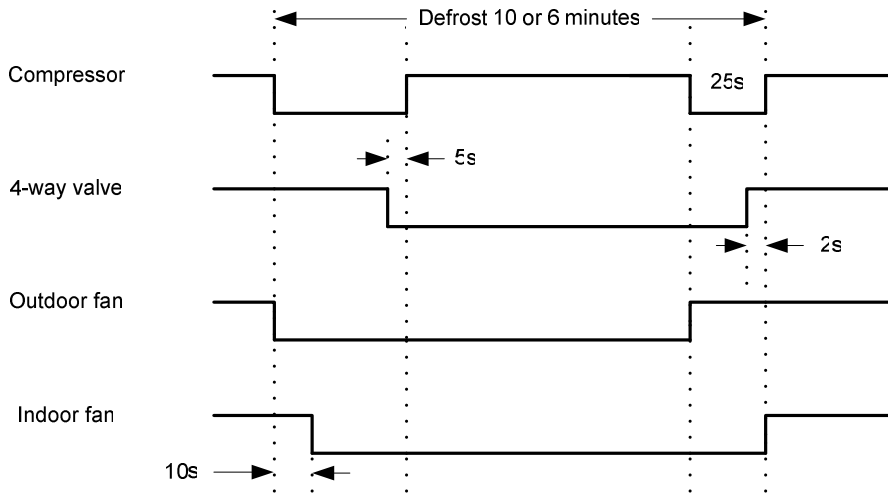 Defrost 10 or 6 minutes
Compressor
25s
5s
4-way valve
2s
Outdoor fan
Indoor fan
10s